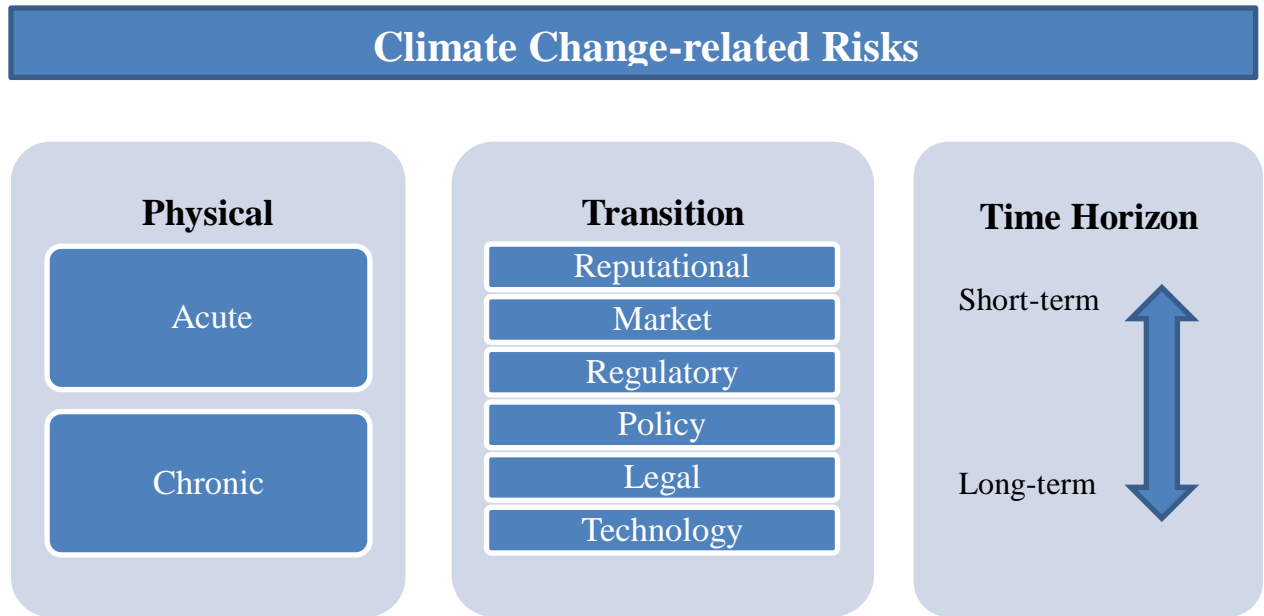 Climate Change-related Risks
Physical
Acute
Chronic
Transition
Reputational
Market
Regulatory
Policy
Legal
Technology
Time Horizon
Short-term
Long-term